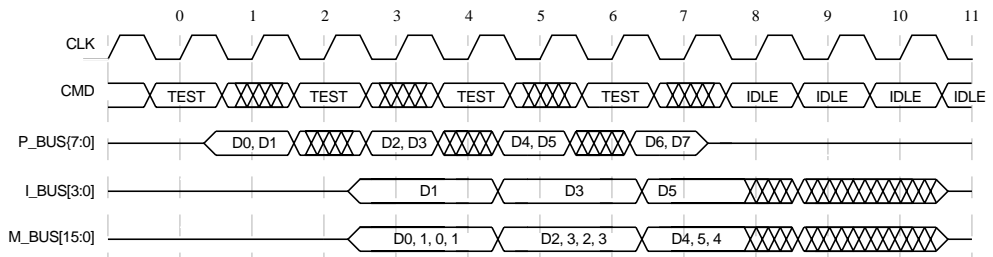 0 1 2 3 4 5 6 7 8 9 10 11
CLK
CMD TEST TEST TEST TEST IDLE IDLE IDLE IDLE
P_BUS{7:0] D0, D1 D2, D3 D4, D5 D6, D7
I_BUS[3:0] D1 D3 D5
M_BUS[15:0] D0, 1, 0, 1 D2, 3, 2, 3 D4, 5, 4